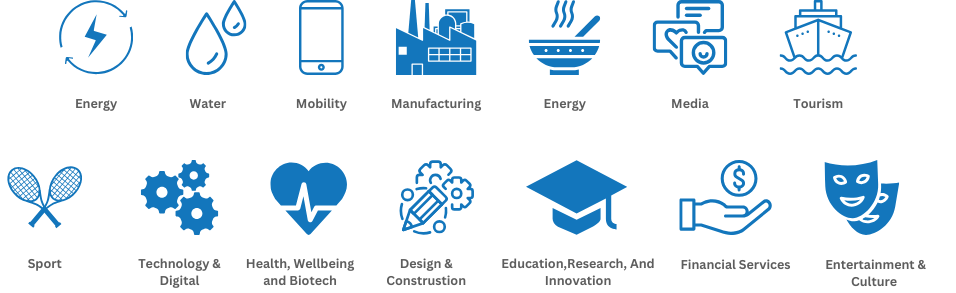 Energy
Water
Mobility
Manufacturing
Energy
Media
Tourism
Sport
Technology &
Digital
Health, Wellbeing
and Biotech
Design &
Construstion
Education,Research, And
Innovation
$
Financial Services
Entertainment &
Culture